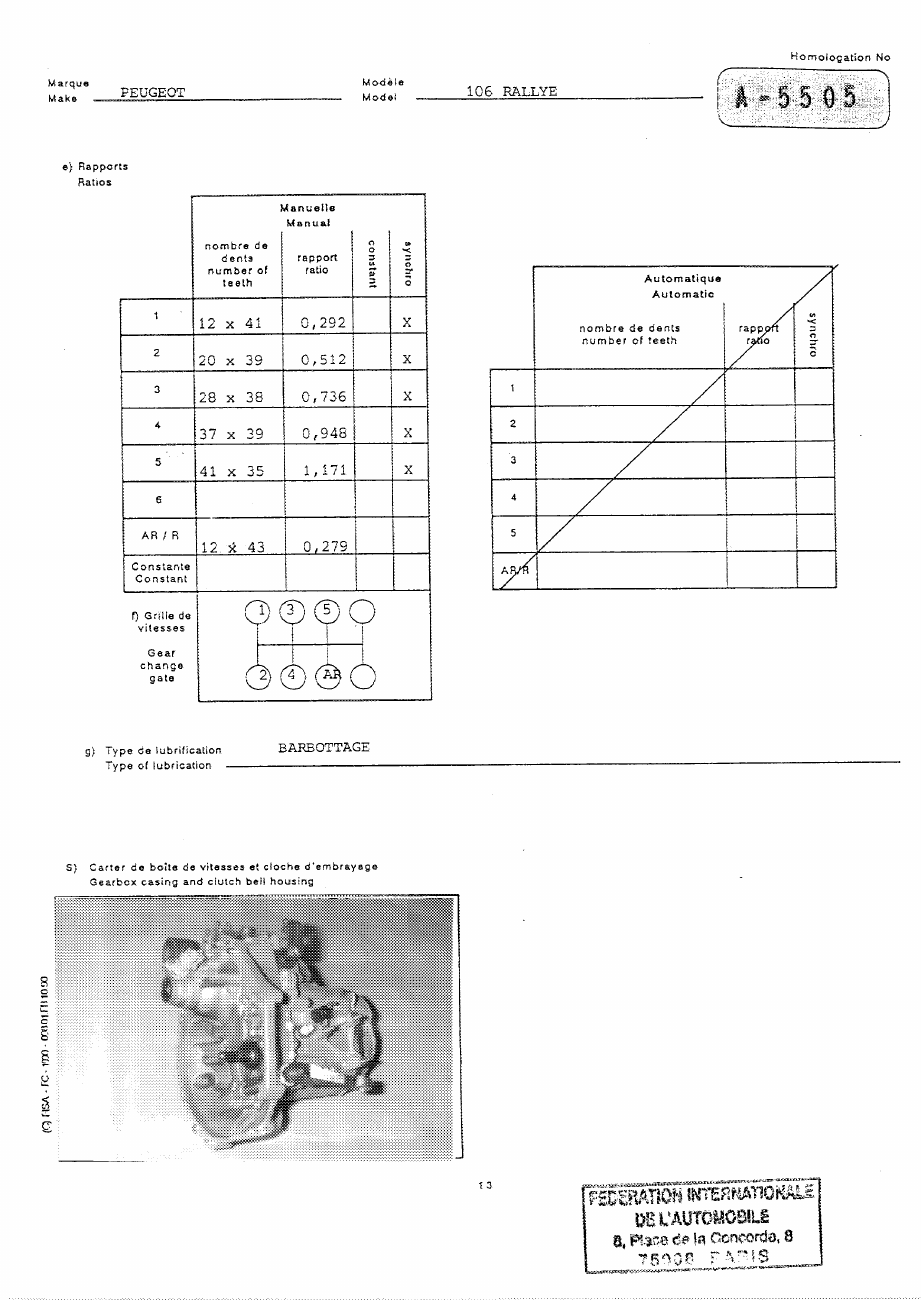 Homologation No
Marque
Make PEUGEOT
Modèle
Model 106 RALLYE
A-5505
e) Rapports
Ratios
Manuelle
Manual
nombre de
dents
number of
teeth
rapport
ratio
constant
synchro
1 12 x 41 0,292 X
2 20 x 39 0,512 X
3 28 x 38 0,736 X
4 37 x 39 0,948 X
5 41 x 35 1,171 X
6
AR / R 12 x 43 0,279
Constante
Constant
Automatique
Automatic
nombre de dents
number of teeth
rapport
ratio
synchro
1
2
3
4
5
AR/R
f) Grille de
vitesses
Gear
change
gate
1 3 5
2 4 AR
g) Type de lubrification BARBOTTAGE
Type of lubrication
S) Carter de boîte de vitesses et cloche d'embrayage
Gearbox casing and clutch bell housing
13
FEDERATION INTERNATIONALE
DE L'AUTOMOBILE
8, Place de la Concorde, 8
75008 PARIS